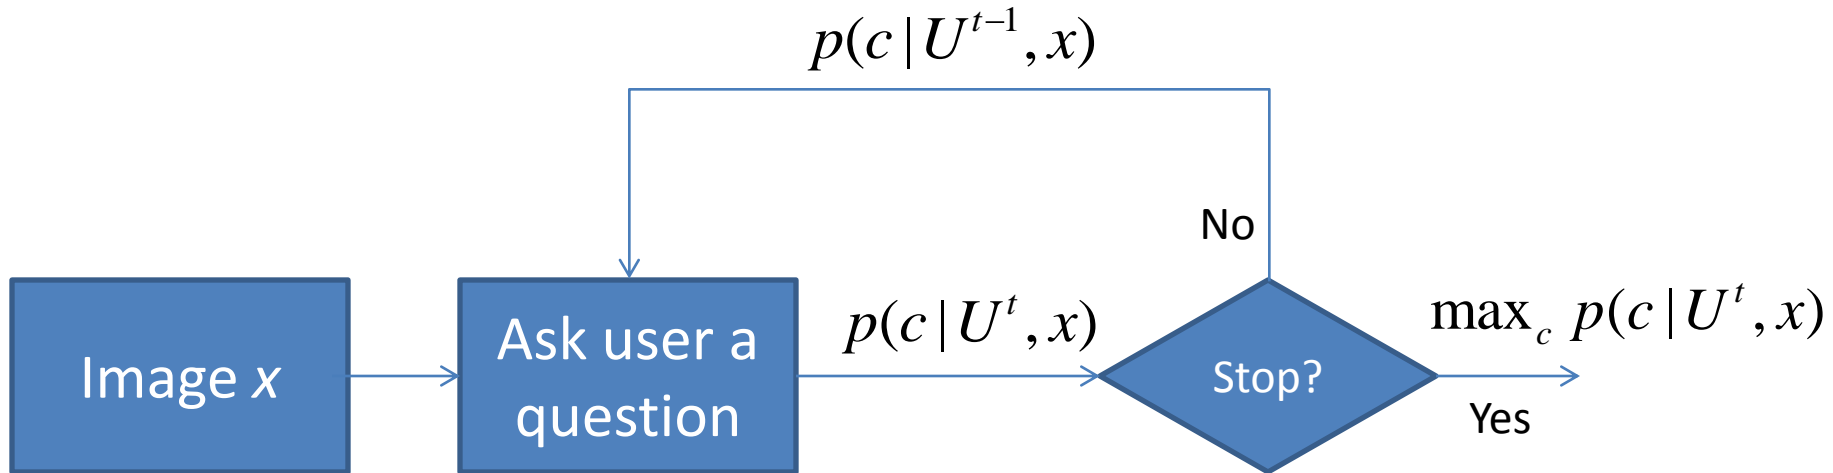 p(c | U^{t-1}, x)
No
Image x
Ask user a
question
p(c | U^t, x)
Stop?
max_c p(c | U^t, x)
Yes